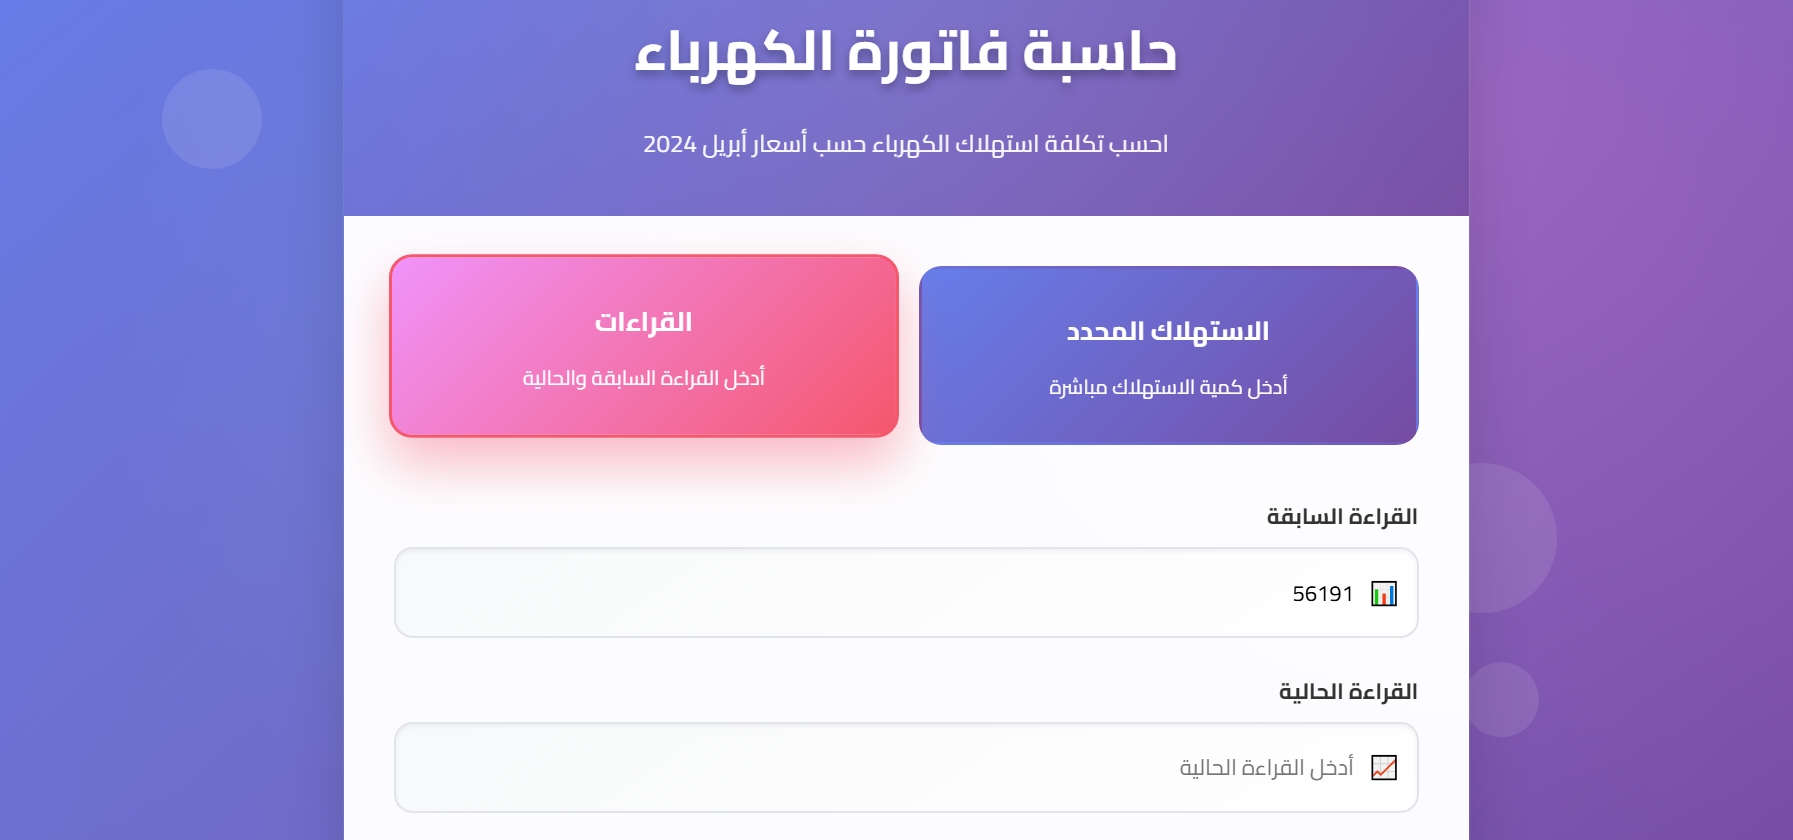 حاسبة فاتورة الكهرباء
احسب تكلفة استهلاك الكهرباء حسب أسعار أبريل 2024
الاستهلاك المحدد
أدخل كمية الاستهلاك مباشرة
القراءات
أدخل القراءة السابقة والحالية
القراءة السابقة
56191
القراءة الحالية
أدخل القراءة الحالية